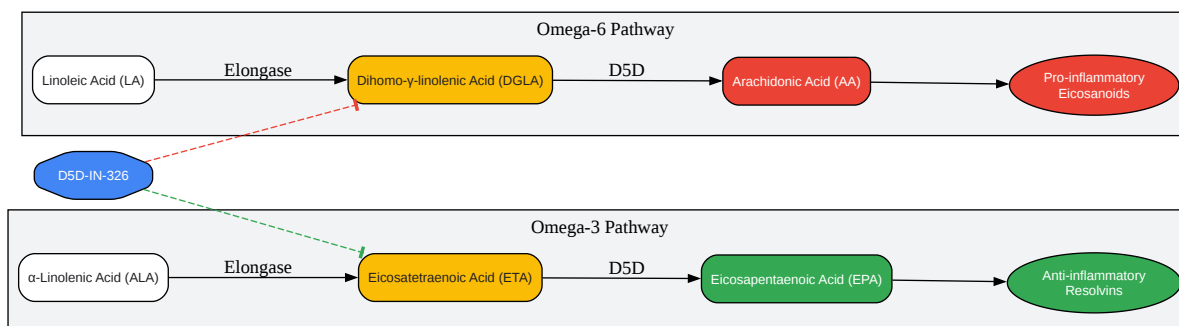 Omega-6 Pathway
Linoleic Acid (LA)
Elongase
Dihomo-γ-linolenic Acid (DGLA)
D5D
Arachidonic Acid (AA)
Pro-inflammatory
Eicosanoids
D5D-IN-326
Omega-3 Pathway
α-Linolenic Acid (ALA)
Elongase
Eicosatetraenoic Acid (ETA)
D5D
Eicosapentaenoic Acid (EPA)
Anti-inflammatory
Resolvins